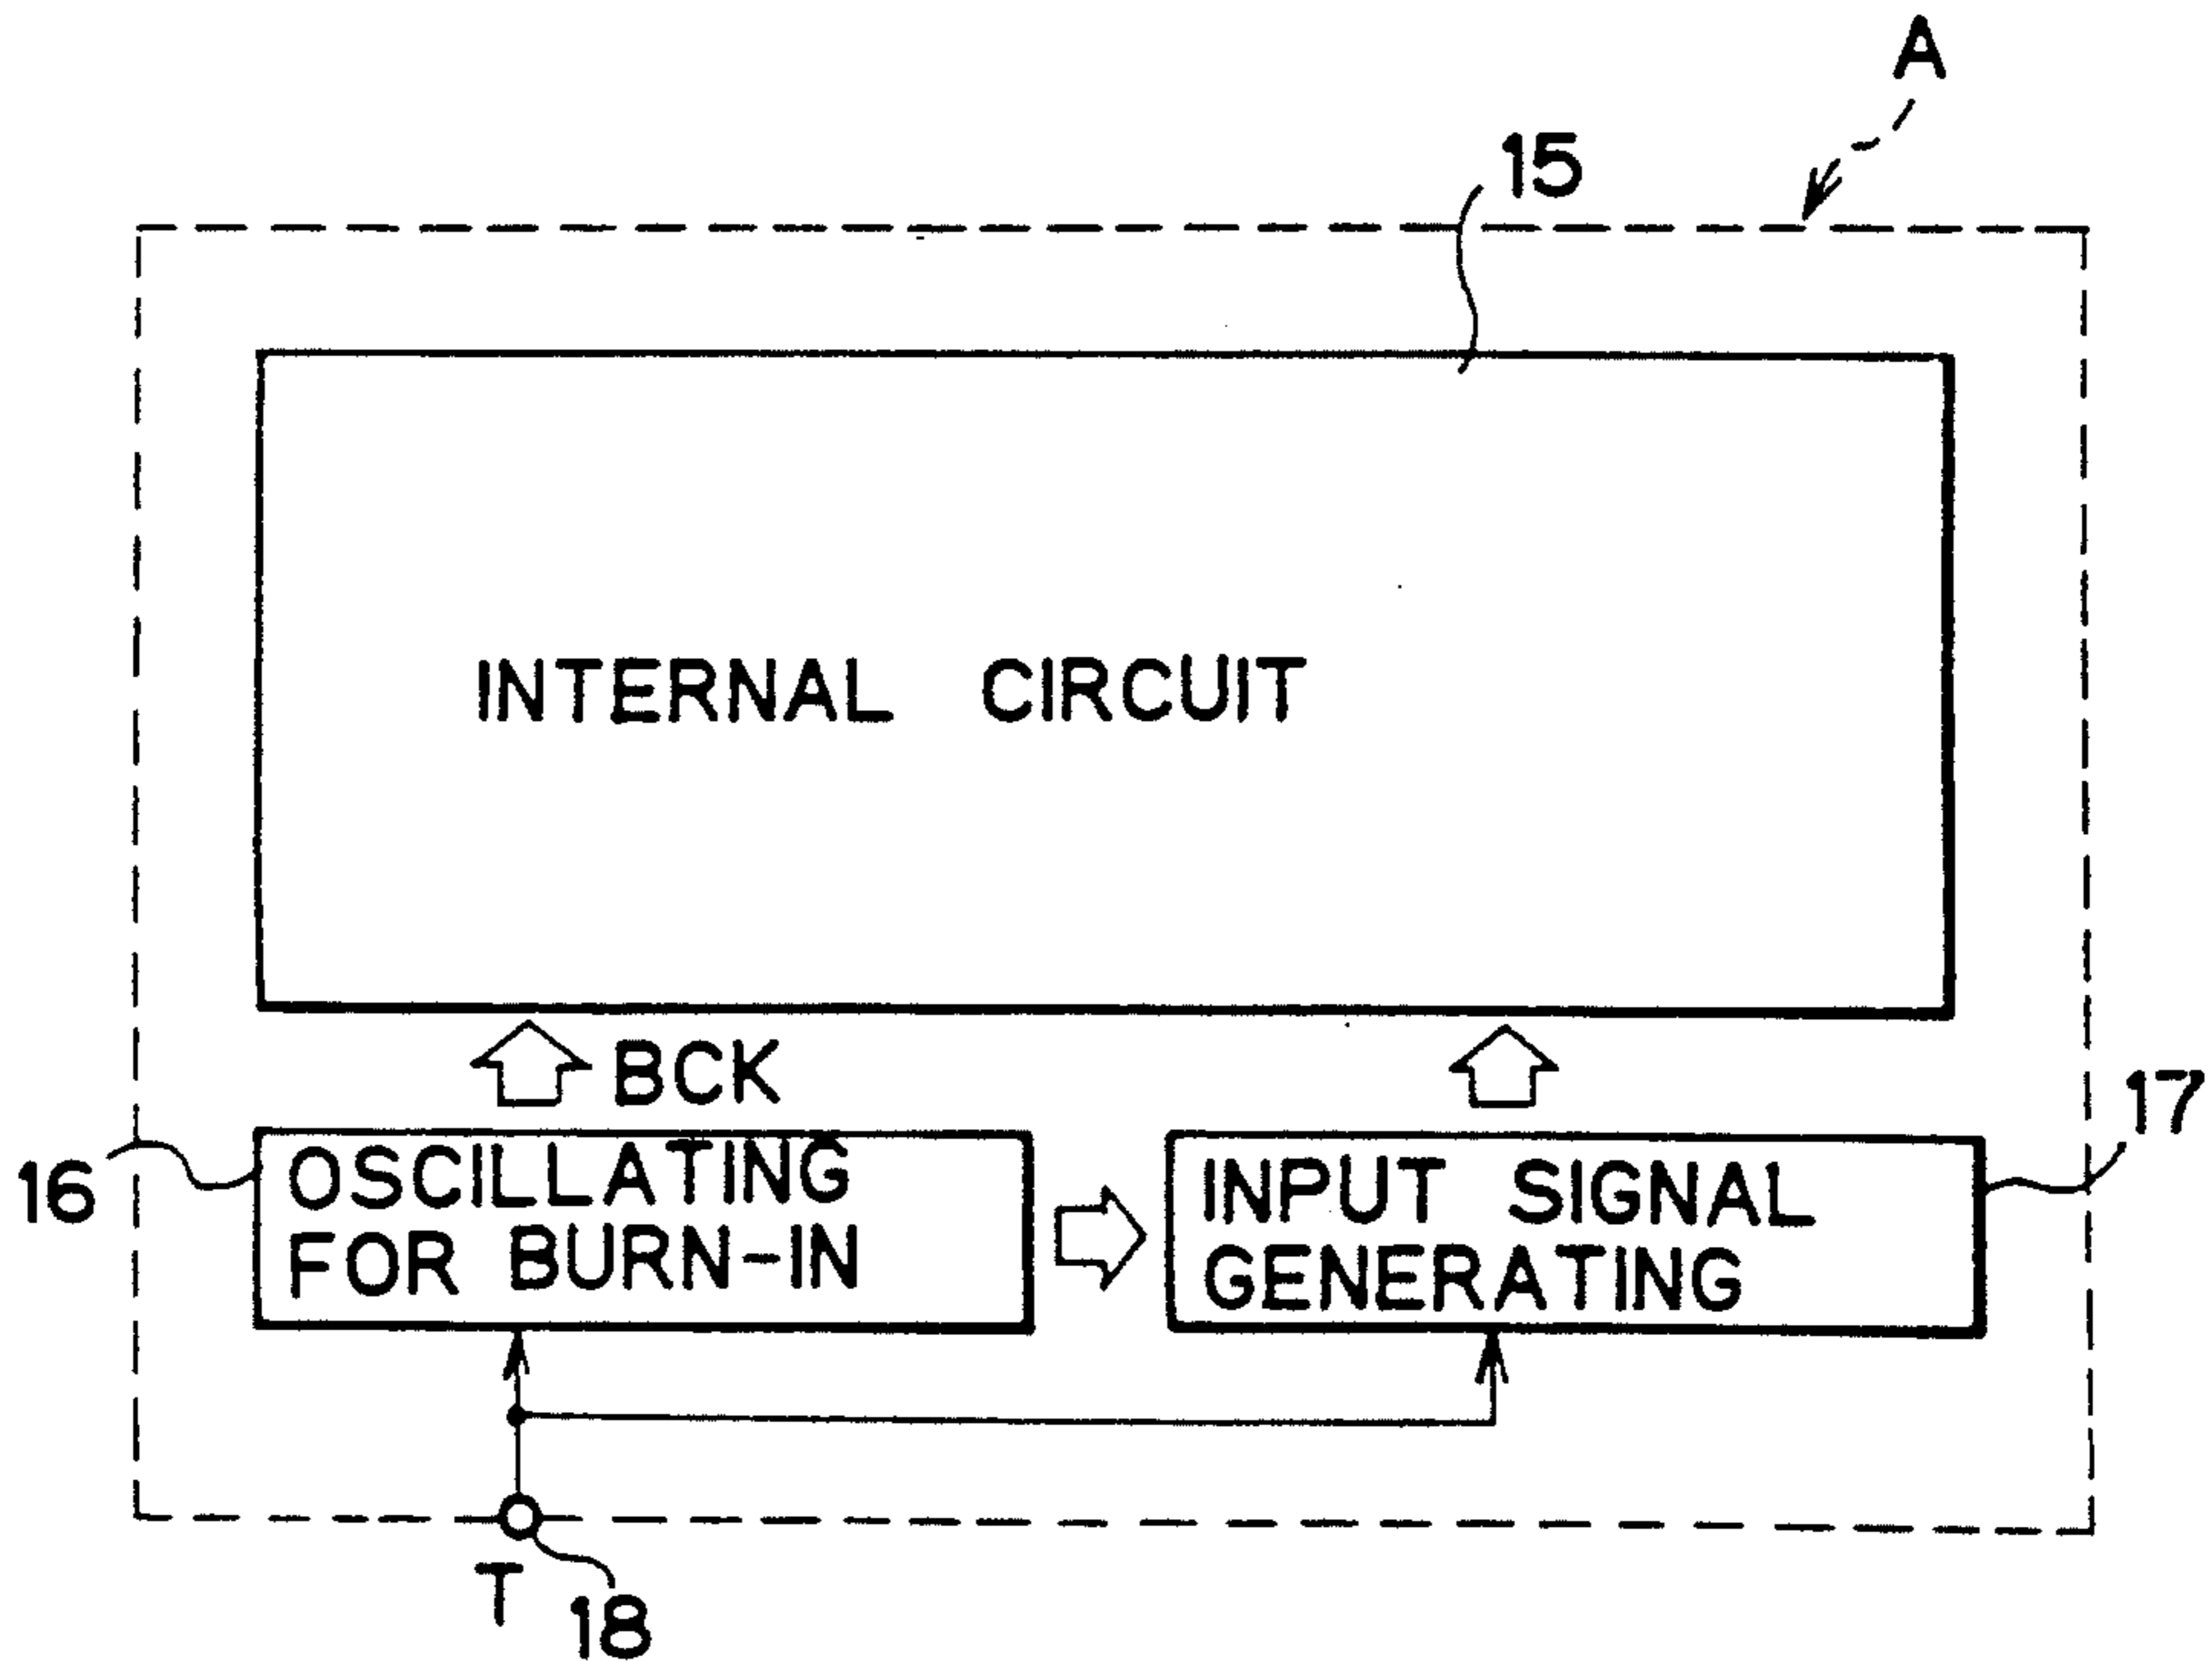 A
15
INTERNAL CIRCUIT
BCK
16
OSCILLATING
FOR BURN-IN
INPUT SIGNAL
GENERATING
17
T
18